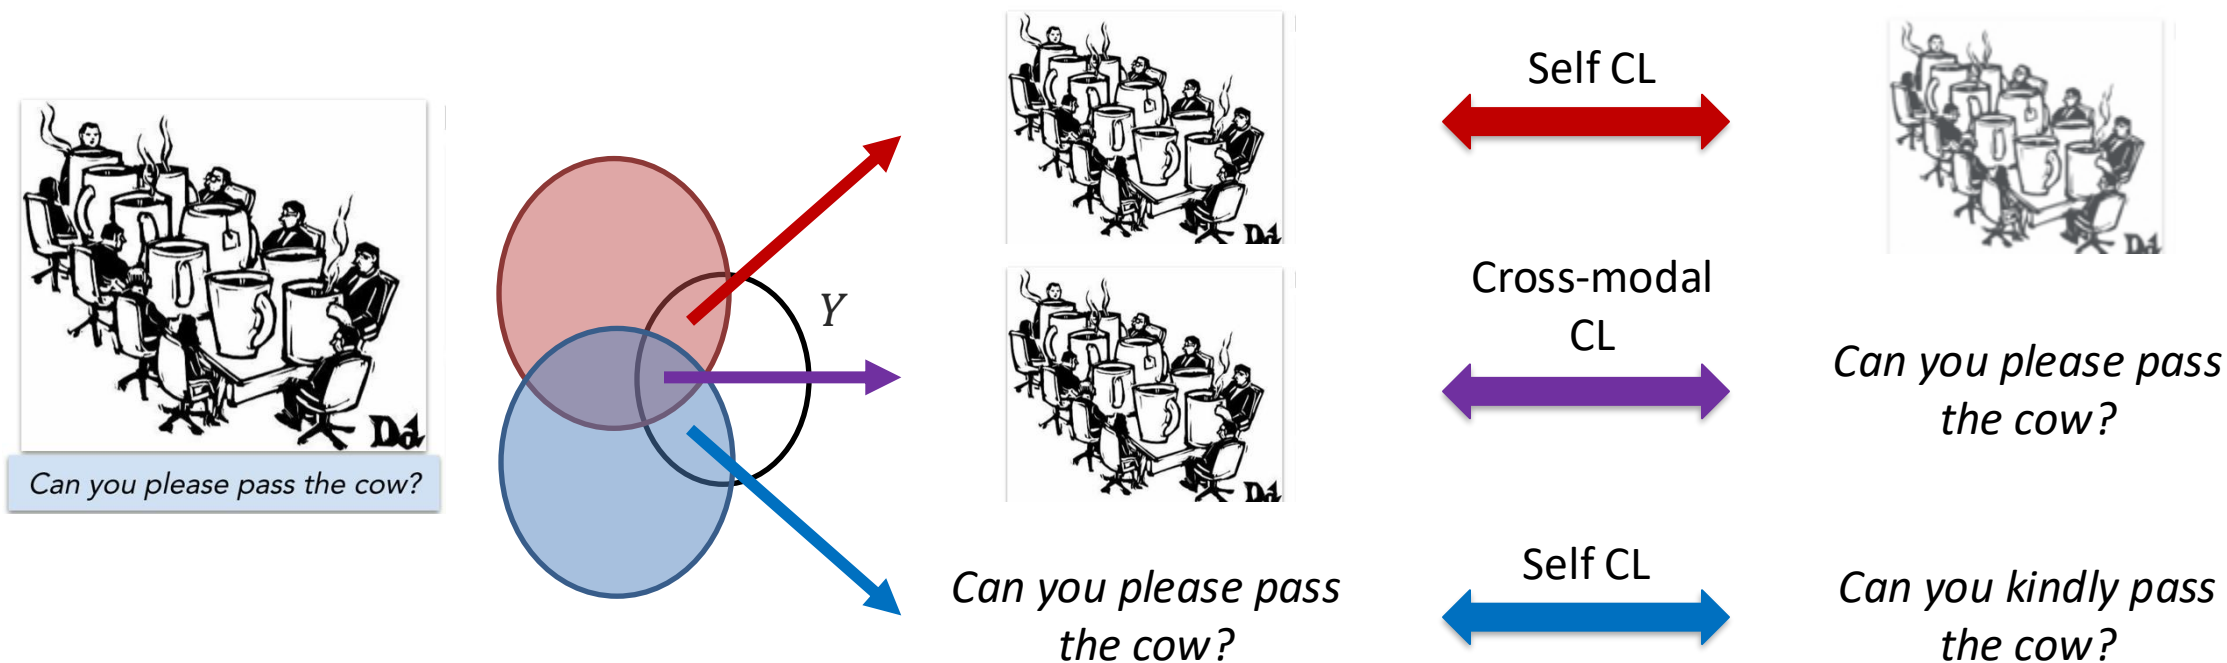 Can you please pass the cow?
Y
Self CL
Cross-modal
CL
Can you please pass
the cow?
Can you please pass
the cow?
Self CL
Can you kindly pass
the cow?